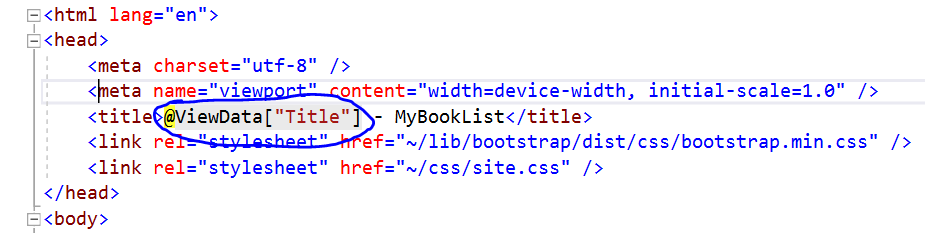 <html lang="en">
<head>
<meta charset="utf-8" />
<meta name="viewport" content="width=device-width, initial-scale=1.0" />
<title>@ViewData["Title"] - MyBookList</title>
<link rel="stylesheet" href="~/lib/bootstrap/dist/css/bootstrap.min.css" />
<link rel="stylesheet" href="~/css/site.css" />
</head>
<body>